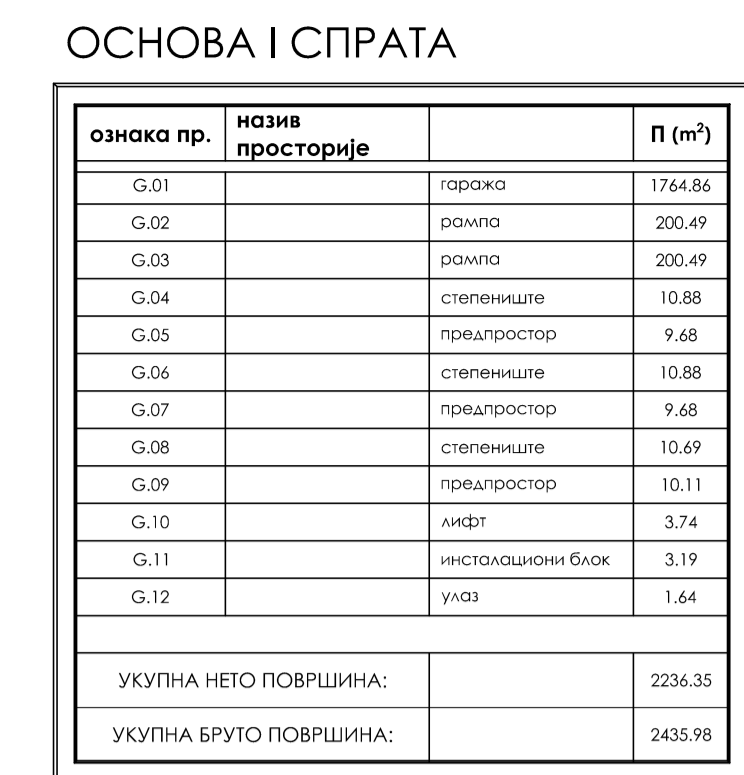 ОСНОВА I СПРАТА
ознака пр. назив просторије П (m²)
G.01 гаража 1764.86
G.02 рампа 200.49
G.03 рампа 200.49
G.04 степениште 10.88
G.05 предпростор 9.68
G.06 степениште 10.88
G.07 предпростор 9.68
G.08 степениште 10.69
G.09 предпростор 10.11
G.10 лифт 3.74
G.11 инсталациони блок 3.19
G.12 улаз 1.64
УКУПНА НЕТО ПОВРШИНА: 2236.35
УКУПНА БРУТО ПОВРШИНА: 2435.98